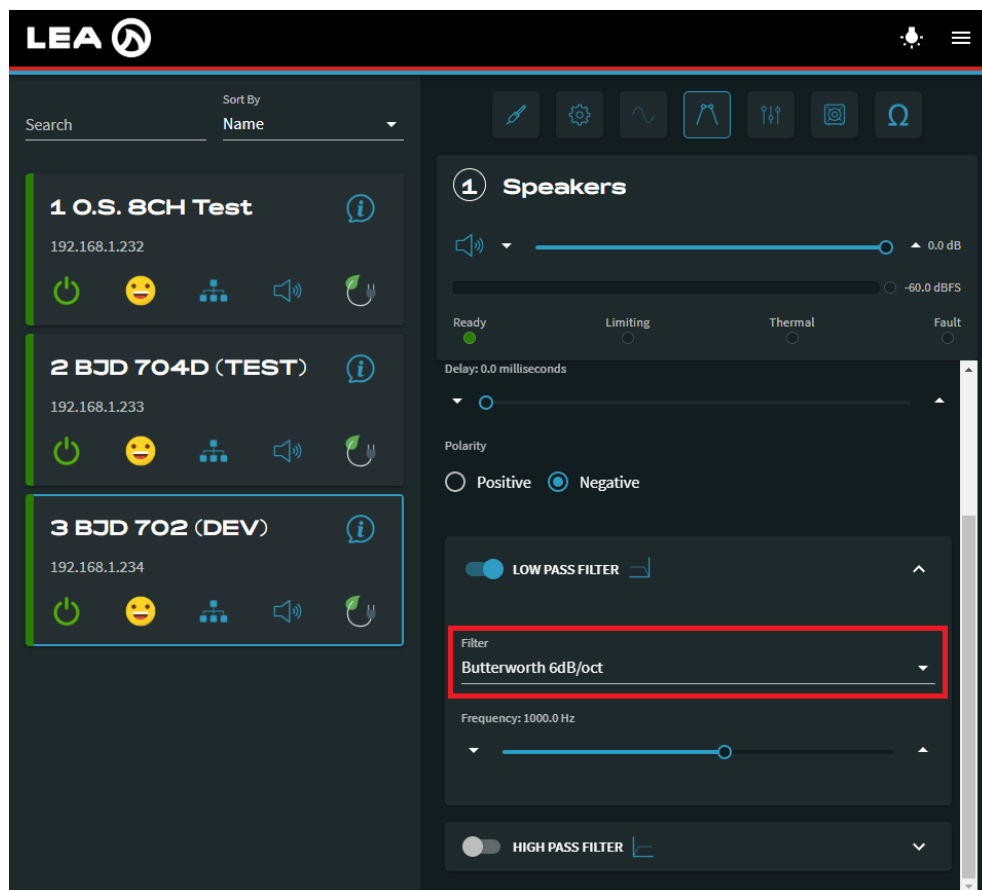 LEA
Search
Sort By
Name
1 O.S. 8CH Test
192.168.1.232
2 BJD 704D (TEST)
192.168.1.233
3 BJD 702 (DEV)
192.168.1.234
Ω
1 Speakers
0.0 dB
-60.0 dBFS
Ready Limiting Thermal Fault
Delay: 0.0 milliseconds
Polarity
Positive Negative
LOW PASS FILTER
Filter
Butterworth 6dB/oct
Frequency: 1000.0 Hz
HIGH PASS FILTER